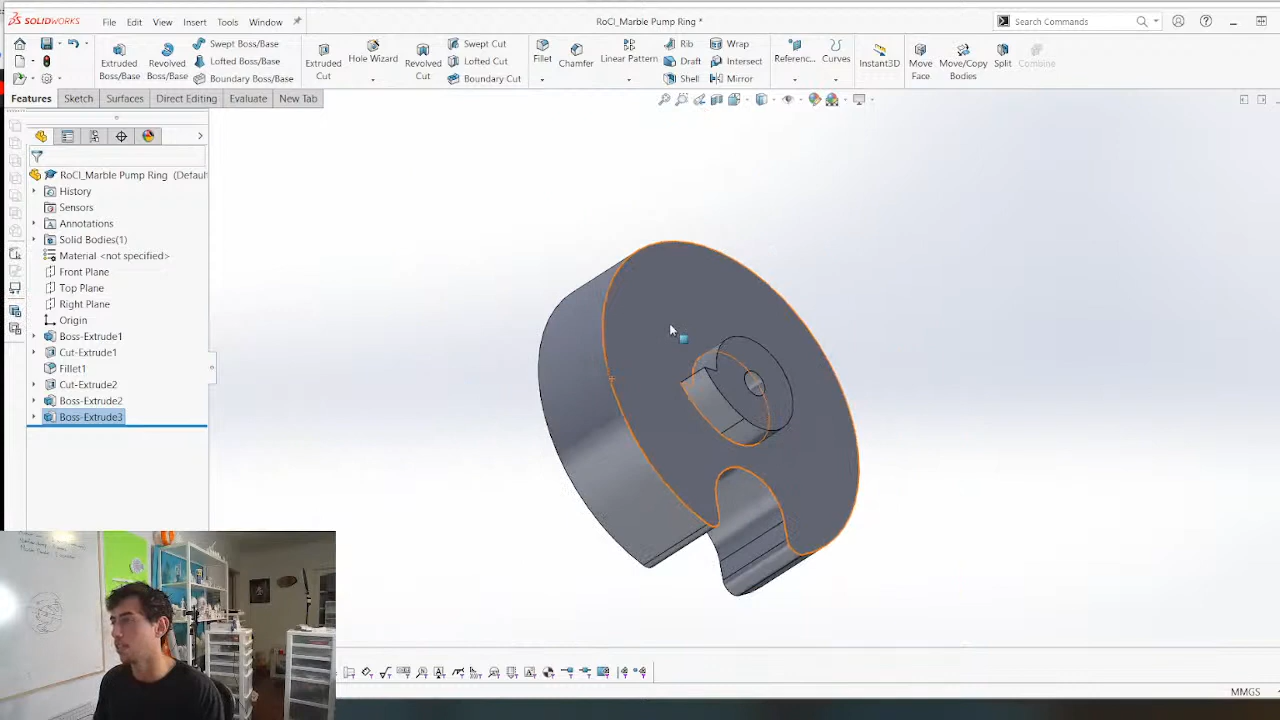 SOLIDWORKS File Edit View Insert Tools Window RoCI_Marble Pump Ring * Search Commands
Extruded Boss/Base Revolved Boss/Base Swept Boss/Base Lofted Boss/Base Boundary Boss/Base Extruded Cut Hole Wizard Revolved Cut Swept Cut Lofted Cut Boundary Cut Fillet Chamfer Linear Pattern Rib Draft Shell Wrap Intersect Mirror Referenc... Curves Instant3D Move Face Move/Copy Bodies Split Combine
Features Sketch Surfaces Direct Editing Evaluate New Tab
RoCI_Marble Pump Ring (Defaul
History
Sensors
Annotations
Solid Bodies(1)
Material <not specified>
Front Plane
Top Plane
Right Plane
Origin
Boss-Extrude1
Cut-Extrude1
Fillet1
Cut-Extrude2
Boss-Extrude2
Boss-Extrude3
MMGS